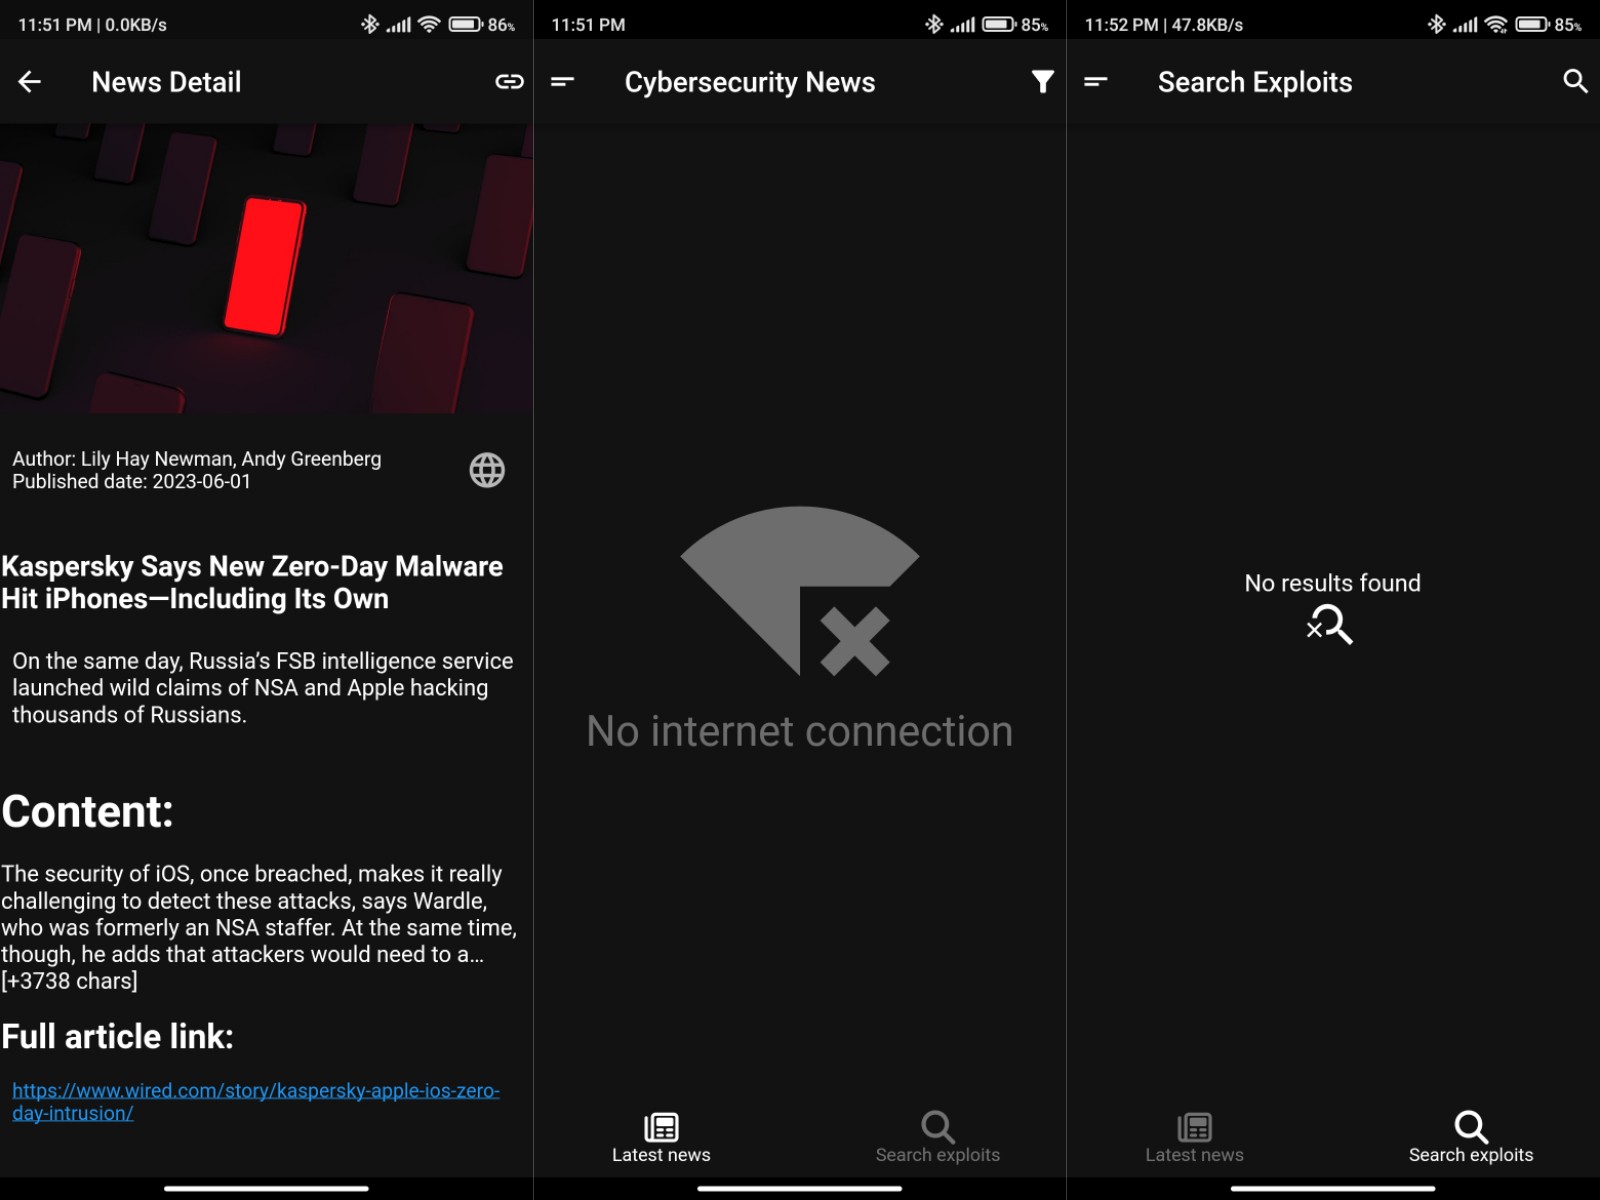 11:51 PM | 0.0KB/s
86%
News Detail
Author: Lily Hay Newman, Andy Greenberg
Published date: 2023-06-01
Kaspersky Says New Zero-Day Malware
Hit iPhones—Including Its Own
On the same day, Russia’s FSB intelligence service
launched wild claims of NSA and Apple hacking
thousands of Russians.
Content:
The security of iOS, once breached, makes it really
challenging to detect these attacks, says Wardle,
who was formerly an NSA staffer. At the same time,
though, he adds that attackers would need to a…
[+3738 chars]
Full article link:
https://www.wired.com/story/kaspersky-apple-ios-zero-
day-intrusion/
11:51 PM
85%
Cybersecurity News
No internet connection
Latest news
Search exploits
11:52 PM | 47.8KB/s
85%
Search Exploits
No results found
Latest news
Search exploits